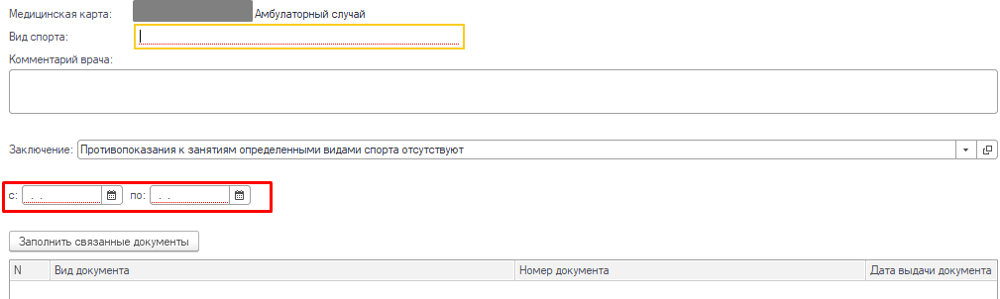 Медицинская карта: Амбулаторный случай
Вид спорта:
Комментарий врача:
Заключение: Противопоказания к занятиям определенными видами спорта отсутствуют
с: . . по: . .
Заполнить связанные документы
N Вид документа Номер документа Дата выдачи документа